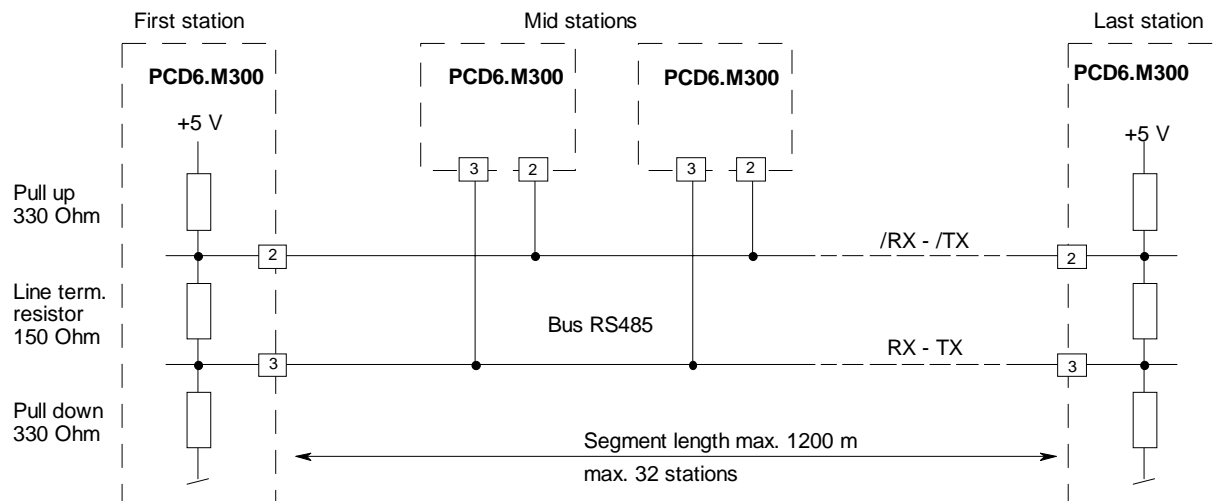 First station
Mid stations
Last station
PCD6.M300
PCD6.M300
PCD6.M300
PCD6.M300
+5 V
+5 V
3
2
3
2
Pull up
330 Ohm
/RX - /TX
2
2
Line term.
resistor
150 Ohm
Bus RS485
RX - TX
3
3
Pull down
330 Ohm
Segment length max. 1200 m
max. 32 stations